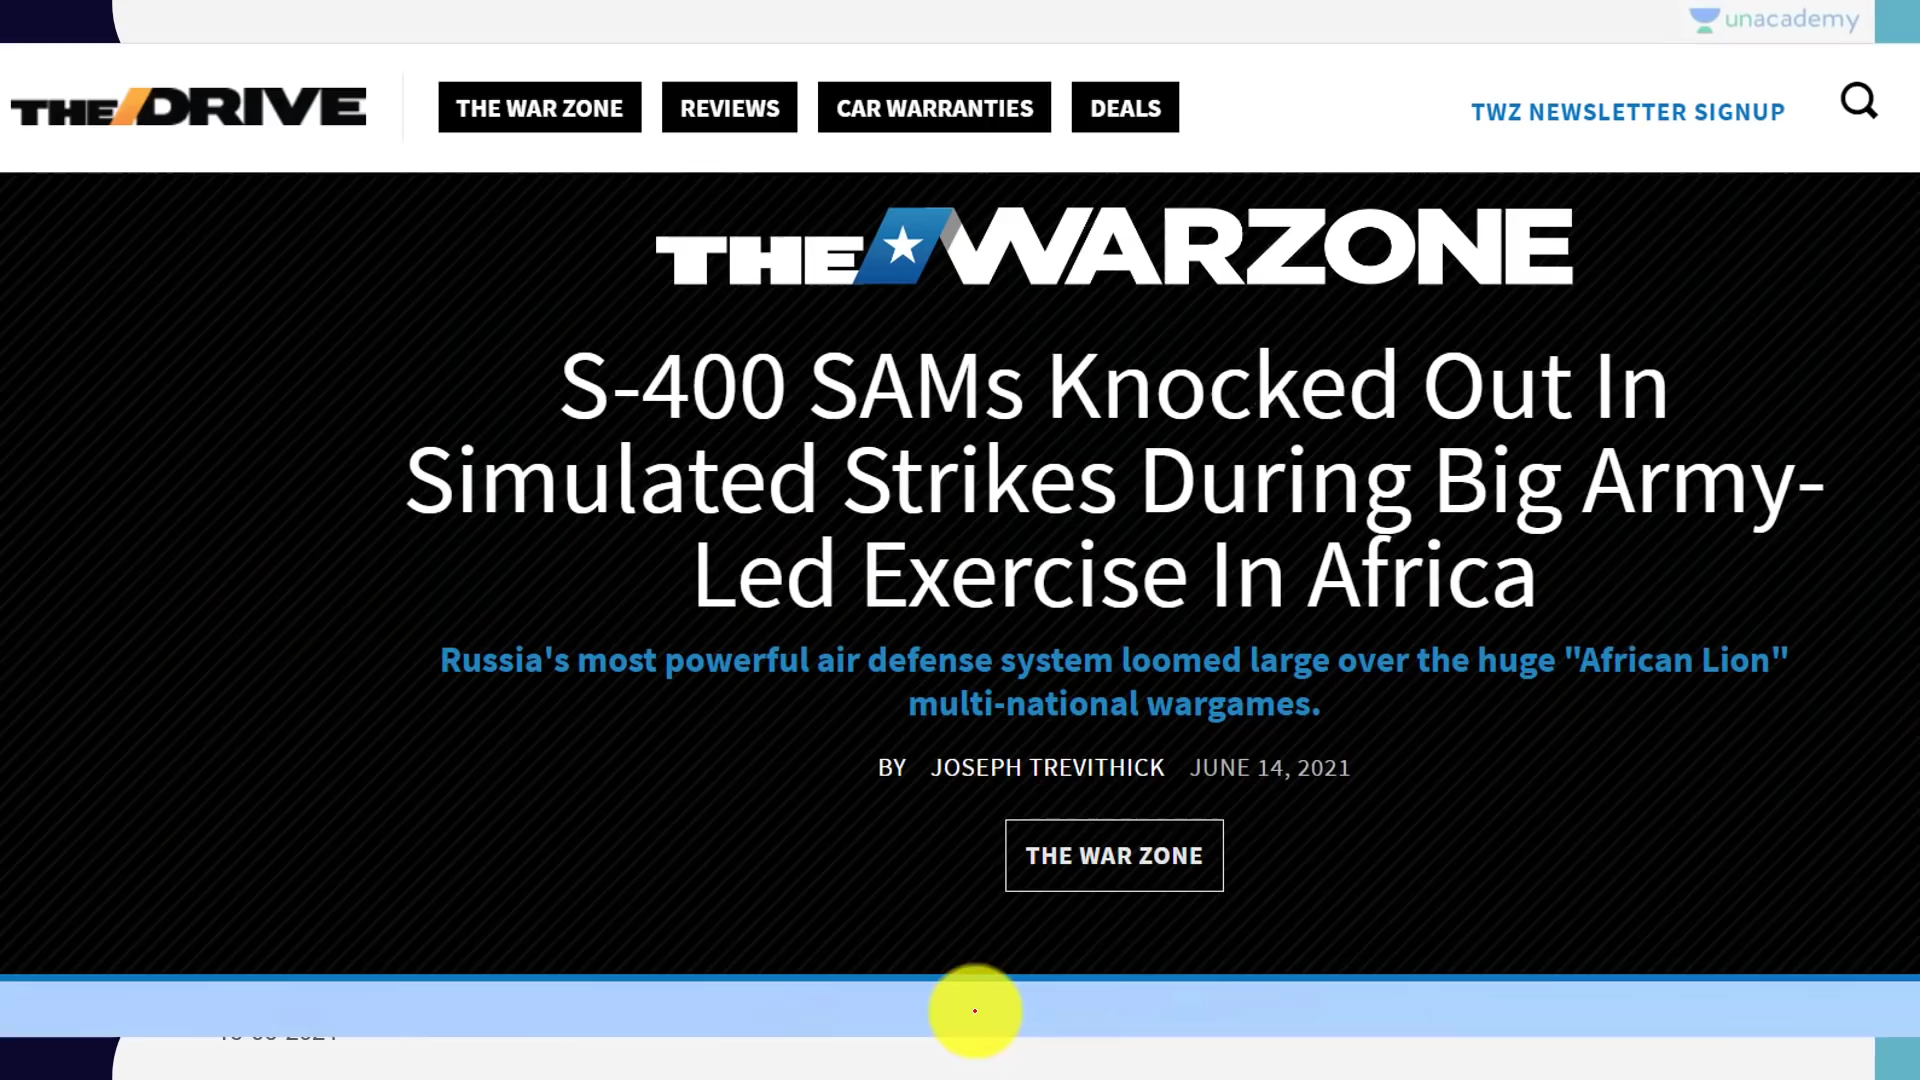 unacademy
THE DRIVE
THE WAR ZONE
REVIEWS
CAR WARRANTIES
DEALS
TWZ NEWSLETTER SIGNUP
THE WARZONE
S-400 SAMs Knocked Out In
Simulated Strikes During Big Army-
Led Exercise In Africa
Russia's most powerful air defense system loomed large over the huge "African Lion"
multi-national wargames.
BY JOSEPH TREVITHICK JUNE 14, 2021
THE WAR ZONE